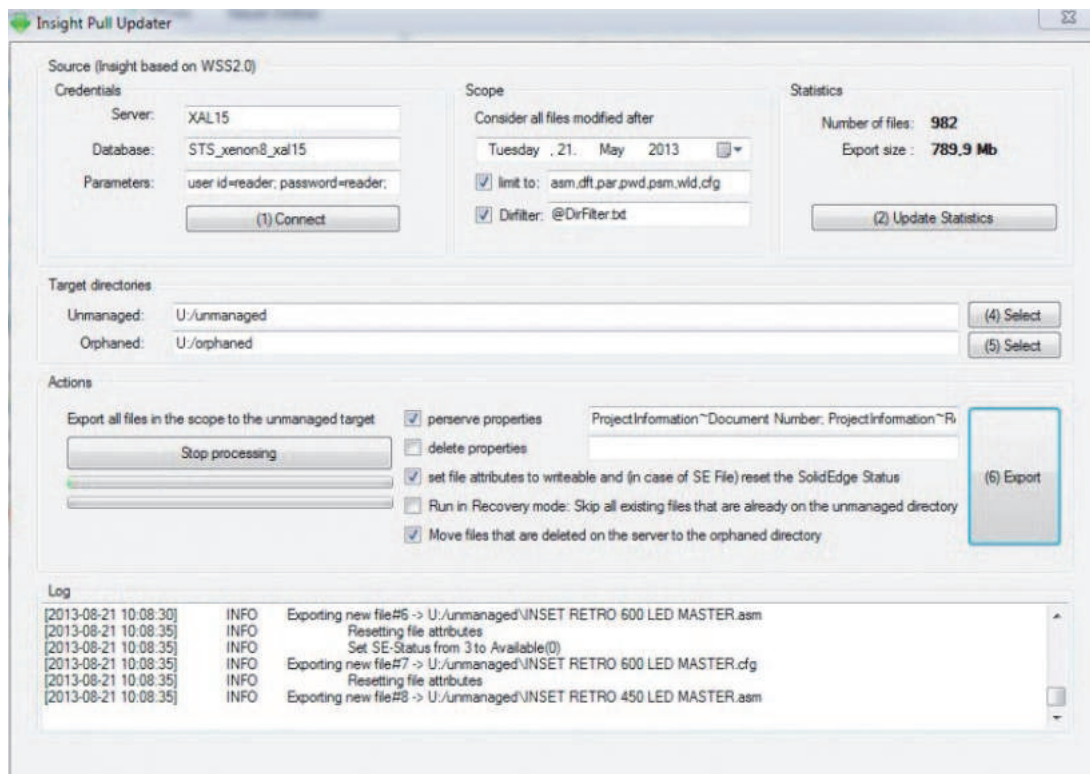 Insight Pull Updater
Source (Insight based on WSS2.0)
Credentials
Server: XAL15
Database: STS_xenon8_xal15
Parameters: user id=reader; password=reader;
(1) Connect
Scope
Consider all files modified after
Tuesday , 21. May 2013
limit to: asm,dft,par,pwd,psm,wld,cfg
Dirfilter: @DirFilter.txt
Statistics
Number of files: 982
Export size : 789,9 Mb
(2) Update Statistics
Target directories
Unmanaged: U:/unmanaged
(4) Select
Orphaned: U:/orphaned
(5) Select
Actions
Export all files in the scope to the unmanaged target
Stop processing
perserve properties ProjectInformation~Document Number; ProjectInformation~R
delete properties
set file attributes to writeable and (in case of SE File) reset the SolidEdge Status
Run in Recovery mode: Skip all existing files that are already on the unmanaged directory
Move files that are deleted on the server to the orphaned directory
(6) Export
Log
[2013-08-21 10:08:30] INFO Exporting new file#6 -> U:/unmanaged\INSET RETRO 600 LED MASTER.asm
[2013-08-21 10:08:35] INFO Resetting file attributes
[2013-08-21 10:08:35] INFO Set SE-Status from 3 to Available(0)
[2013-08-21 10:08:35] INFO Exporting new file#7 -> U:/unmanaged\INSET RETRO 600 LED MASTER.cfg
[2013-08-21 10:08:35] INFO Resetting file attributes
[2013-08-21 10:08:35] INFO Exporting new file#8 -> U:/unmanaged\INSET RETRO 450 LED MASTER.asm